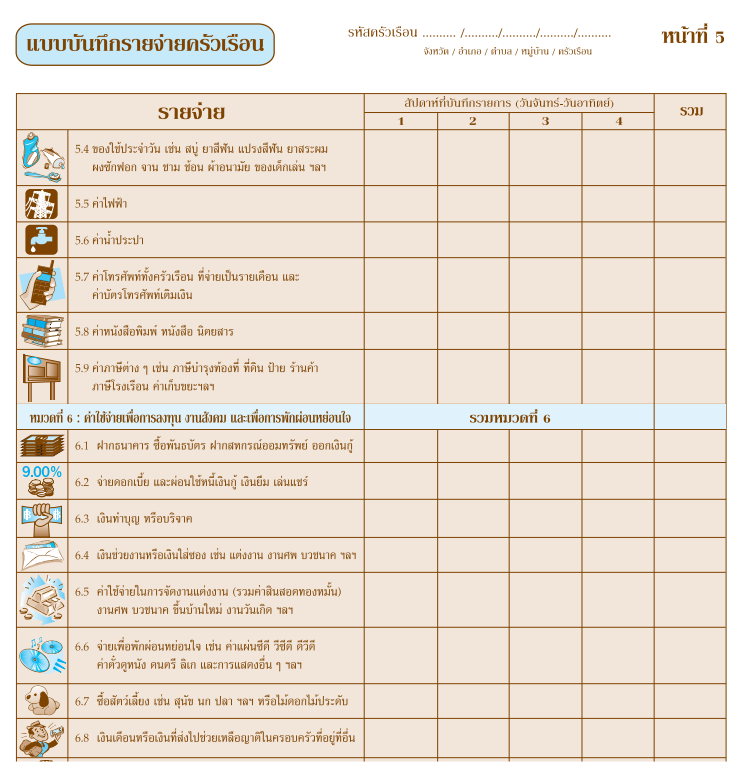 แบบบันทึกรายจ่ายครัวเรือน
รหัสครัวเรือน .......... /........../........../........../..........
จังหวัด / อำเภอ / ตำบล / หมู่บ้าน / ครัวเรือน
หน้าที่ 5
รายจ่าย
สัปดาห์ที่บันทึกรายการ (วันจันทร์-วันอาทิตย์)
รวม
1 2 3 4
5.4 ของใช้ประจำวัน เช่น สบู่ ยาสีฟัน แปรงสีฟัน ยาสระผม
ผงซักฟอก จาน ชาม ช้อน ผ้าอนามัย ของเด็กเล่น ฯลฯ
5.5 ค่าไฟฟ้า
5.6 ค่าน้ำประปา
5.7 ค่าโทรศัพท์ทั้งครัวเรือน ที่จ่ายเป็นรายเดือน และ
ค่าบัตรโทรศัพท์เติมเงิน
5.8 ค่าหนังสือพิมพ์ หนังสือ นิตยสาร
5.9 ค่าภาษีต่าง ๆ เช่น ภาษีบำรุงท้องที่ ที่ดิน ป้าย ร้านค้า
ภาษีโรงเรือน ค่าเก็บขยะฯลฯ
หมวดที่ 6 : ค่าใช้จ่ายเพื่อการลงทุน งานสังคม และเพื่อการพักผ่อนหย่อนใจ
รวมหมวดที่ 6
6.1 ฝากธนาคาร ซื้อพันธบัตร ฝากสหกรณ์ออมทรัพย์ ออกเงินกู้
9.00%
6.2 จ่ายดอกเบี้ย และผ่อนใช้หนี้เงินกู้ เงินยืม เล่นแชร์
6.3 เงินทำบุญ หรือบริจาค
6.4 เงินช่วยงานหรือเงินใส่ซอง เช่น แต่งงาน งานศพ บวชนาค ฯลฯ
6.5 ค่าใช้จ่ายในการจัดงานแต่งงาน (รวมค่าสินสอดทองหมั้น)
งานศพ บวชนาค ขึ้นบ้านใหม่ งานวันเกิด ฯลฯ
6.6 จ่ายเพื่อพักผ่อนหย่อนใจ เช่น ค่าแผ่นซีดี วีซีดี ดีวีดี
ค่าตั๋วดูหนัง ดนตรี ลิเก และการแสดงอื่น ๆ ฯลฯ
6.7 ซื้อสัตว์เลี้ยง เช่น สุนัข นก ปลา ฯลฯ หรือไม้ดอกไม้ประดับ
6.8 เงินเดือนหรือเงินที่ส่งไปช่วยเหลือญาติในครอบครัวที่อยู่ที่อื่น